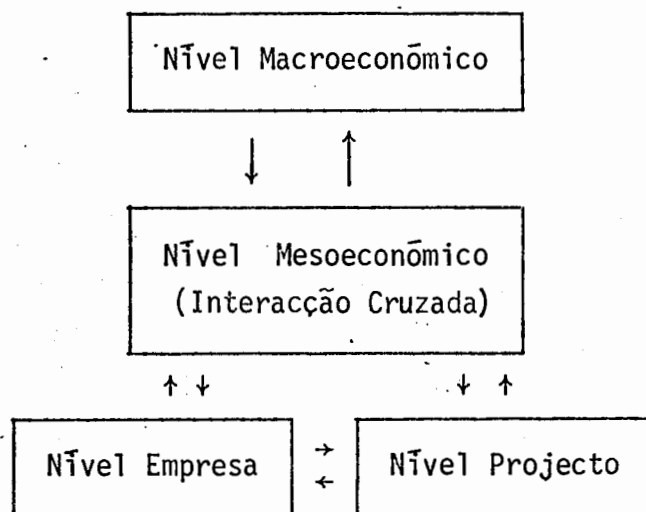 Nível Macroeconómico
Nível Mesoeconómico
(Interacção Cruzada)
Nível Empresa
Nível Projecto